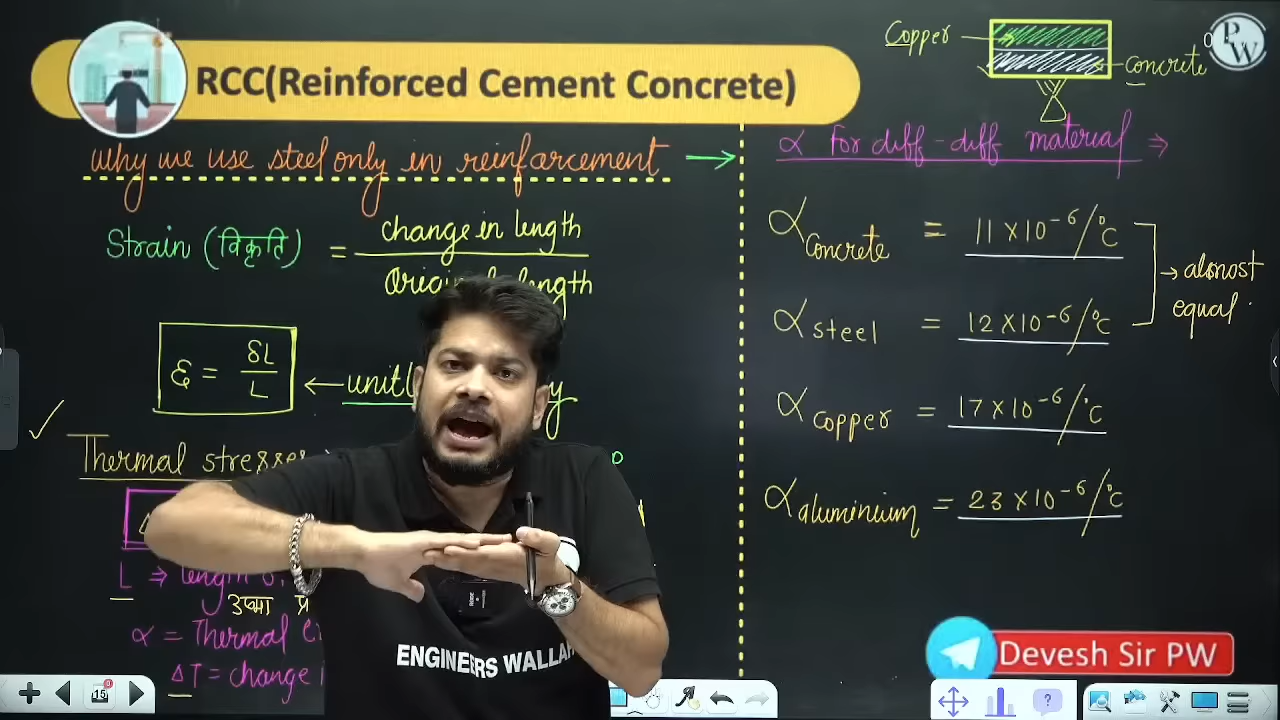 Copper
concrete
PW
RCC(Reinforced Cement Concrete)
why we use steel only in reinforcement
α For diff-diff material ⇒
Strain (विकृति) = change in length
Original length
α Concrete = 11×10⁻⁶/°C
→ almost
equal.
α steel = 12×10⁻⁶/°C
ε = δL
L
α copper = 17×10⁻⁶/°C
Thermal stresses
α aluminium = 23×10⁻⁶/°C
L ⇒ length
उष्मा
α = Thermal
ΔT = change
ENGINEERS WALLAH
Devesh Sir PW
15